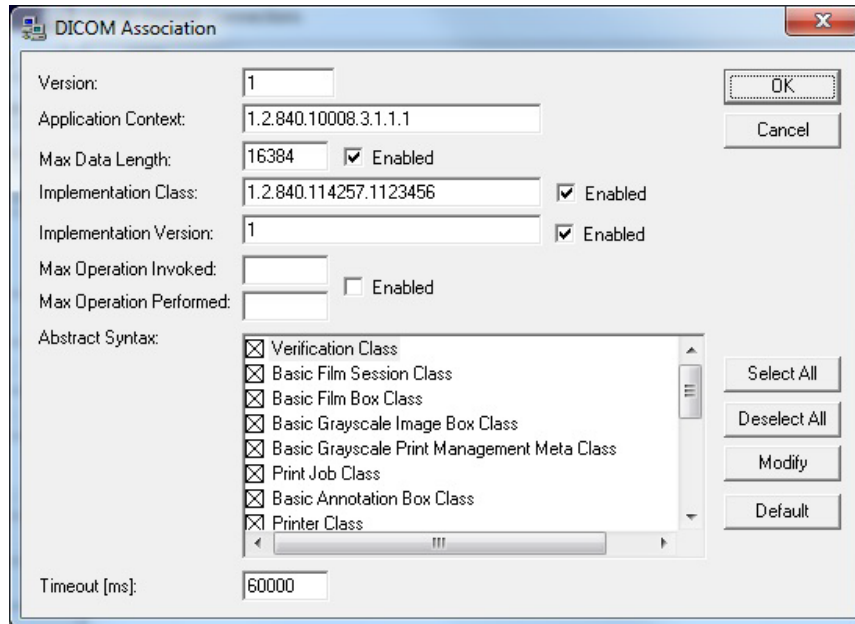 DICOM Association
Version: 1
OK
Application Context: 1.2.840.10008.3.1.1.1
Cancel
Max Data Length: 16384 Enabled
Implementation Class: 1.2.840.114257.1123456 Enabled
Implementation Version: 1 Enabled
Max Operation Invoked:
Enabled
Max Operation Performed:
Abstract Syntax:
Verification Class
Basic Film Session Class
Select All
Basic Film Box Class
Basic Grayscale Image Box Class
Deselect All
Basic Grayscale Print Management Meta Class
Modify
Print Job Class
Basic Annotation Box Class
Default
Printer Class
Timeout [ms]: 60000